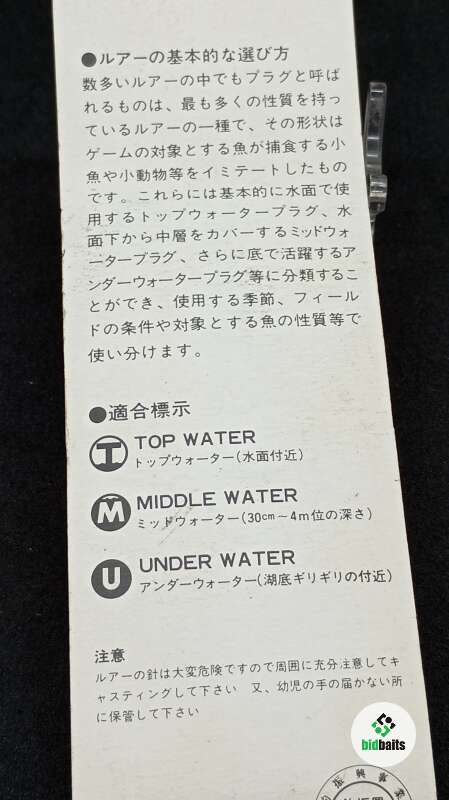 ●ルアーの基本的な選び方
数多いルアーの中でもプラグと呼ば
れるものは、最も多くの性質を持っ
ているルアーの一種で、その形状は
ゲームの対象とする魚が捕食する小
魚や小動物等をイミテートしたもの
です。これらには基本的に水面で使
用するトップウォータープラグ、水
面下から中層をカバーするミッドウォ
ータープラグ、さらに底で活躍するア
ンダーウォータープラグ等に分類するこ
とができ、使用する季節、フィール
ドの条件や対象とする魚の性質等で
使い分けます。
●適合標示
T TOP WATER
トップウォーター(水面付近)
M MIDDLE WATER
ミッドウォーター(30cm〜4m位の深さ)
U UNDER WATER
アンダーウォーター(湖底ギリギリの付近)
注意
ルアーの針は大変危険ですので周囲に充分注意してキ
ャスティングして下さい 又、幼児の手の届かない所
に保管して下さい
bidbaits
振興事業